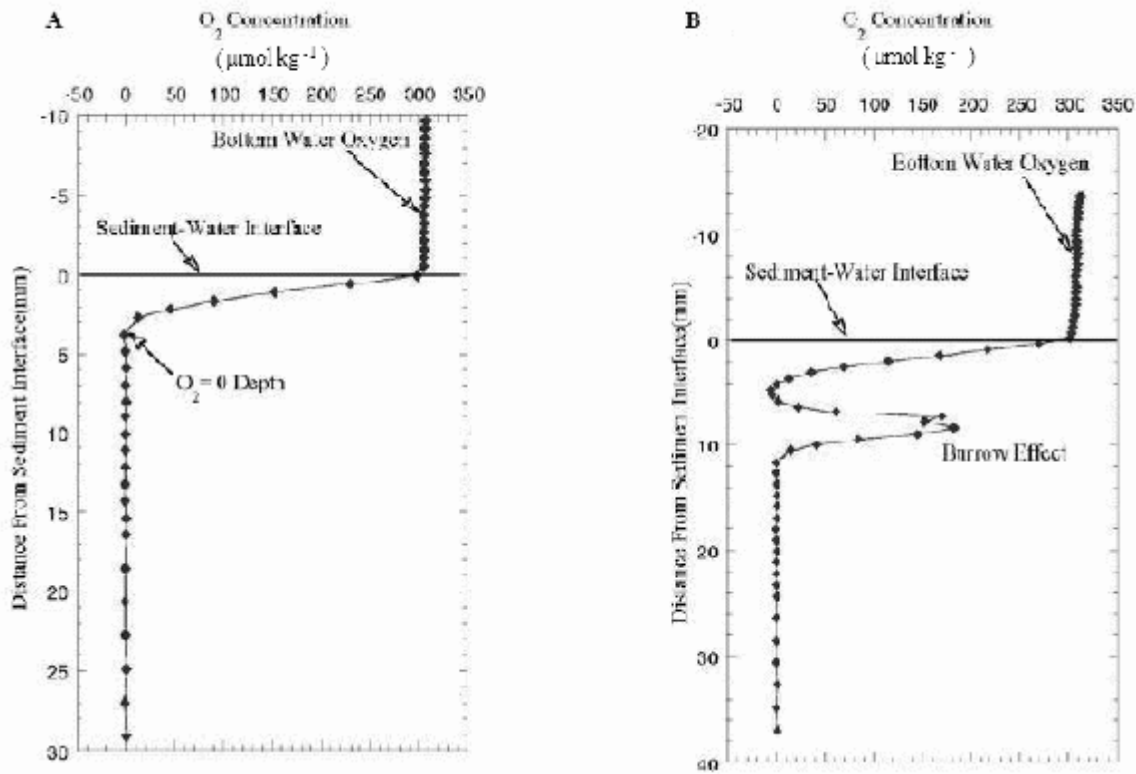 A
O2 Concentration
(μmol kg-1)
-50 0 50 100 150 200 250 300 350
-10
-5
0
5
10
15
20
25
30
Distance From Sediment Interface(mm)
Bottom Water Oxygen
Sediment-Water Interface
O2 = 0 Depth
B
O2 Concentration
(μmol kg- )
-50 0 50 100 150 200 250 300 350
-20
-10
0
10
20
30
40
Distance From Sediment Interface(mm)
Bottom Water Oxygen
Sediment-Water Interface
Burrow Effect